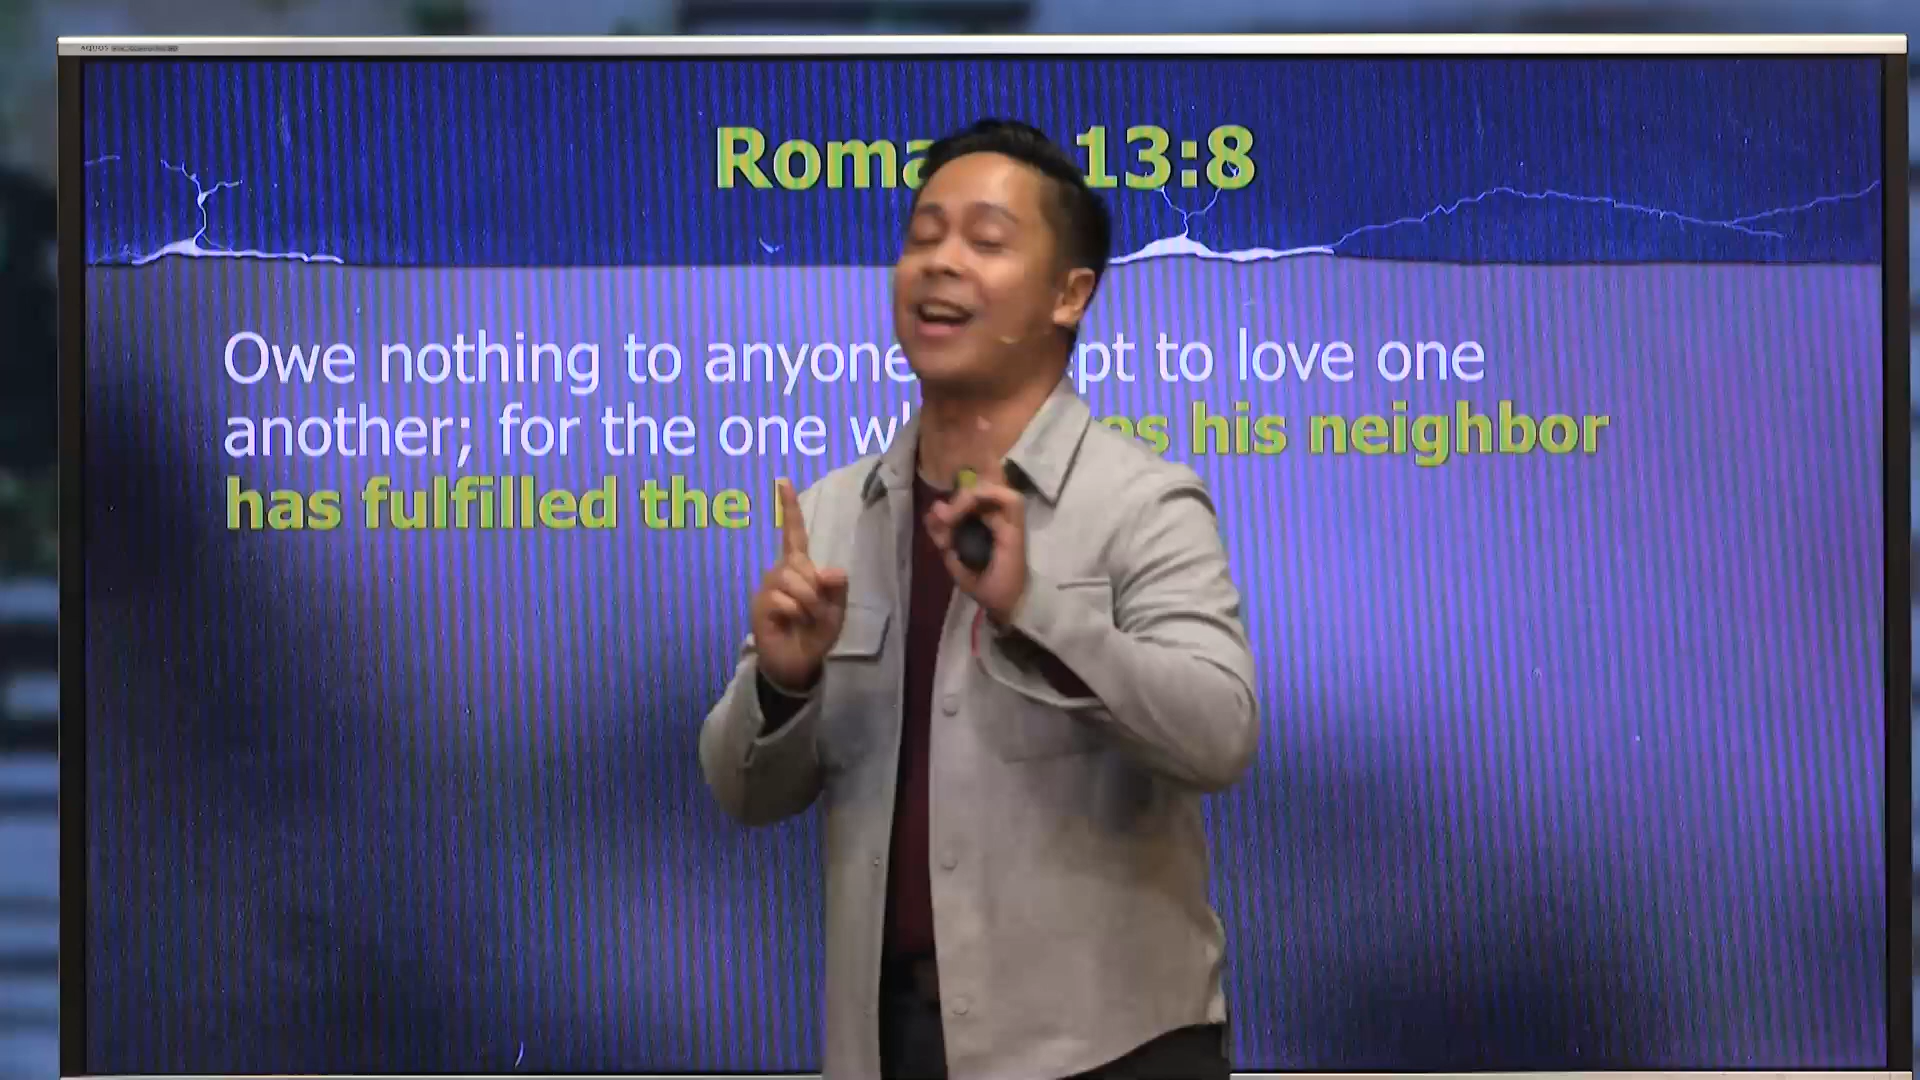 Roma 13:8
Owe nothing to anyone pt to love one
another; for the one w es his neighbor
has fulfilled the